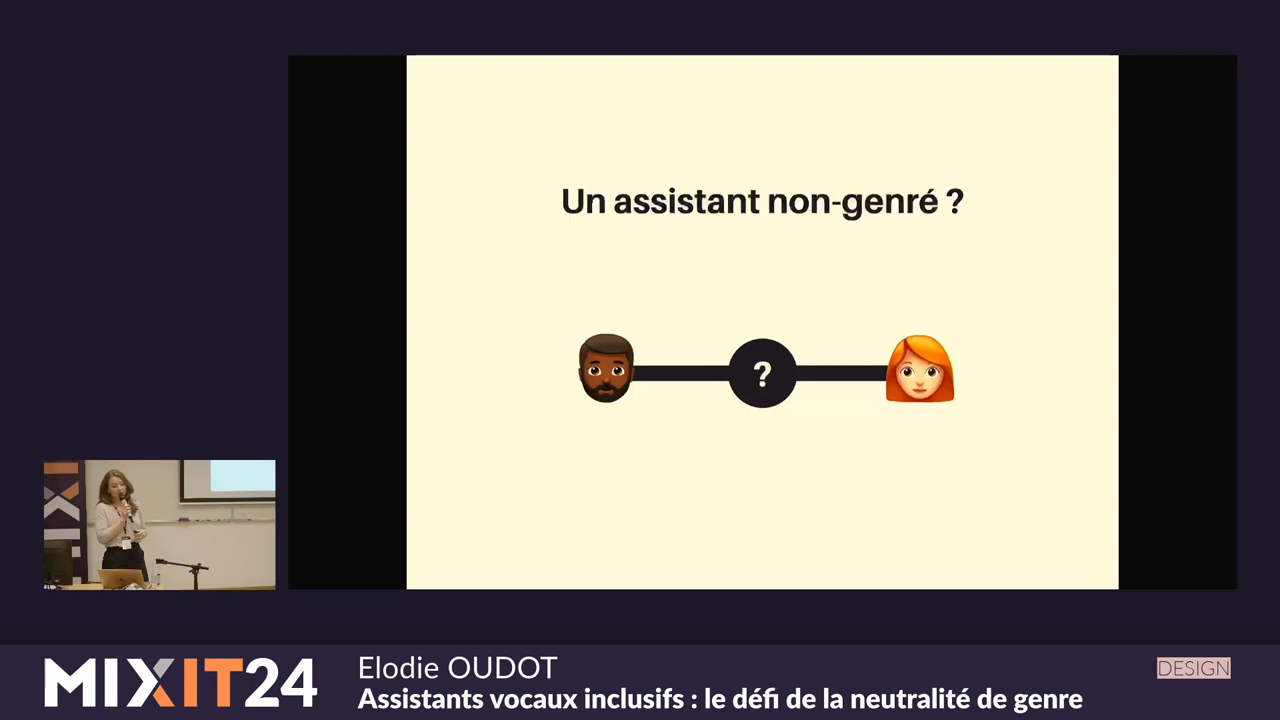 Un assistant non-genré ?
?
MIXIT24
Elodie OUDOT
Assistants vocaux inclusifs : le défi de la neutralité de genre
DESIGN